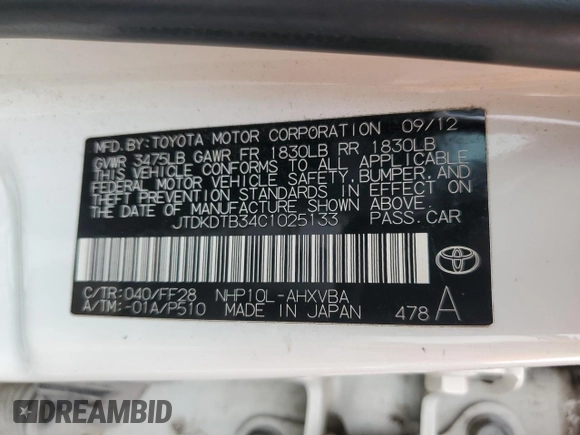 MFD. BY: TOYOTA MOTOR CORPORATION 09/12
GVWR 3475LB GAWR FR 1830LB RR 1830LB
THIS VEHICLE CONFORMS TO ALL APPLICABLE
FEDERAL MOTOR VEHICLE SAFETY, BUMPER, AND
THEFT PREVENTION STANDARDS IN EFFECT ON
THE DATE OF MANUFACTURE SHOWN ABOVE.
JTDKDTB34C1025133 PASS. CAR
C/TR: 040/FF28 NHP10L-AHXVBA
A/TM: -01A/P510 MADE IN JAPAN 478 A
DREAMBID